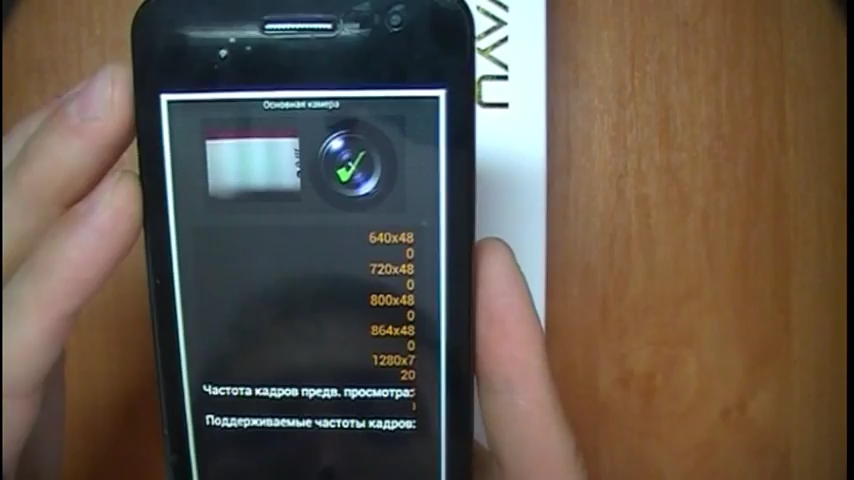 Основная камера
640x48
0
720x48
0
800x48
0
864x48
0
1280x7
20
Частота кадров предв. просмотра:
Поддерживаемые частоты кадров: